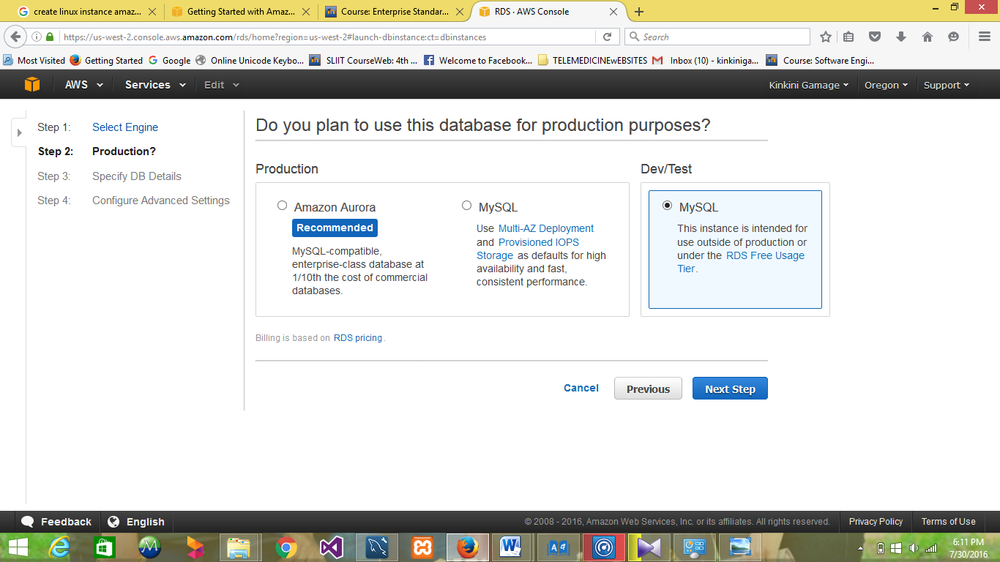 create linux instance amaz...
Getting Started with Amaz...
Course: Enterprise Standar...
RDS · AWS Console
https://us-west-2.console.aws.amazon.com/rds/home?region=us-west-2#launch-dbinstance:ct=dbinstances
Search
Most Visited
Getting Started
Google
Online Unicode Keybo...
SLIIT CourseWeb: 4th ...
Welcome to Facebook...
TELEMEDICINEwEBSITES
Inbox (10) - kinkiniga...
Course: Software Engi...
AWS
Services
Edit
Kinkini Gamage
Oregon
Support
Step 1: Select Engine
Step 2: Production?
Step 3: Specify DB Details
Step 4: Configure Advanced Settings
Do you plan to use this database for production purposes?
Production
Amazon Aurora
Recommended
MySQL-compatible,
enterprise-class database at
1/10th the cost of commercial
databases.
MySQL
Use Multi-AZ Deployment
and Provisioned IOPS
Storage as defaults for high
availability and fast,
consistent performance.
Dev/Test
MySQL
This instance is intended for
use outside of production or
under the RDS Free Usage
Tier.
Billing is based on RDS pricing.
Cancel
Previous
Next Step
Feedback
English
© 2008 - 2016, Amazon Web Services, Inc. or its affiliates. All rights reserved.
Privacy Policy
Terms of Use
6:11 PM
7/30/2016